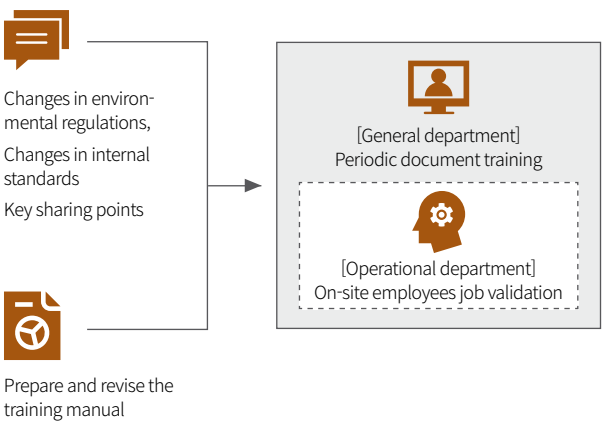 Changes in environ-
mental regulations,
Changes in internal
standards
Key sharing points
Prepare and revise the
training manual
[General department]
Periodic document training
[Operational department]
On-site employees job validation